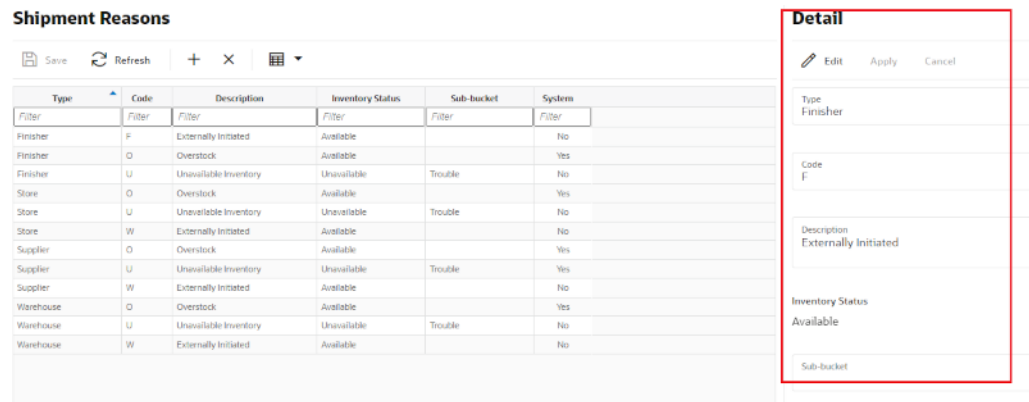 Shipment Reasons
Save Refresh
Type Code Description Inventory Status Sub-bucket System
Filter Filter Filter Filter Filter Filter
Finisher F Externally Initiated Available No
Finisher O Overstock Available Yes
Finisher U Unavailable Inventory Unavailable Trouble No
Store O Overstock Available Yes
Store U Unavailable Inventory Unavailable Trouble No
Store W Externally Initiated Available No
Supplier O Overstock Available Yes
Supplier U Unavailable Inventory Unavailable Trouble Yes
Supplier W Externally Initiated Available No
Warehouse O Overstock Available Yes
Warehouse U Unavailable Inventory Unavailable Trouble No
Warehouse W Externally Initiated Available No
Detail
Edit Apply Cancel
Type
Finisher
Code
F
Description
Externally Initiated
Inventory Status
Available
Sub-bucket